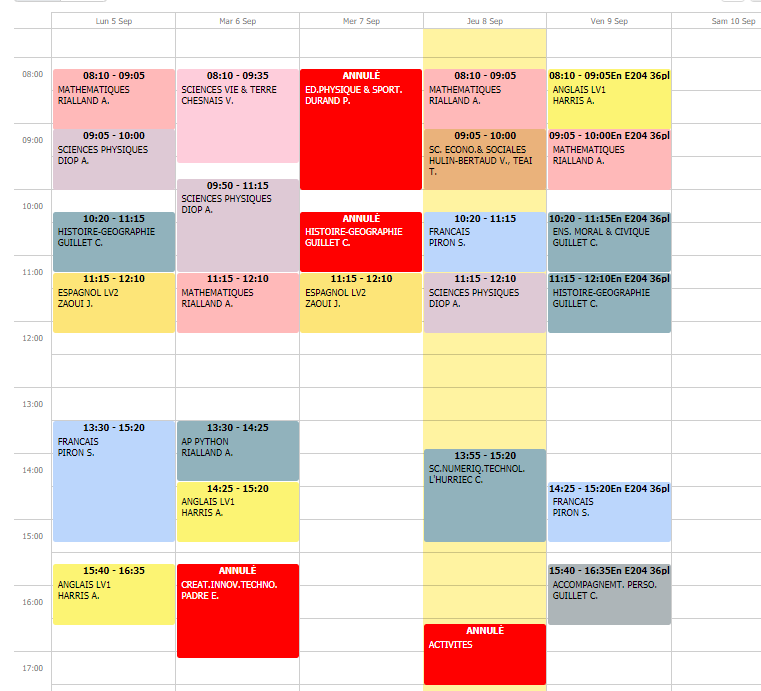 Lun 5 Sep
Mar 6 Sep
Mer 7 Sep
Jeu 8 Sep
Ven 9 Sep
Sam 10 Sep
08:00
09:00
10:00
11:00
12:00
13:00
14:00
15:00
16:00
17:00
08:10 - 09:05
MATHEMATIQUES
RIALLAND A.
09:05 - 10:00
SCIENCES PHYSIQUES
DIOP A.
10:20 - 11:15
HISTOIRE-GEOGRAPHIE
GUILLET C.
11:15 - 12:10
ESPAGNOL LV2
ZAOUI J.
13:30 - 15:20
FRANCAIS
PIRON S.
15:40 - 16:35
ANGLAIS LV1
HARRIS A.
08:10 - 09:35
SCIENCES VIE & TERRE
CHESNAIS V.
09:50 - 11:15
SCIENCES PHYSIQUES
DIOP A.
11:15 - 12:10
MATHEMATIQUES
RIALLAND A.
13:30 - 14:25
AP PYTHON
RIALLAND A.
14:25 - 15:20
ANGLAIS LV1
HARRIS A.
ANNULÉ
CREAT.INNOV.TECHNO.
PADRE E.
ANNULÉ
ED.PHYSIQUE & SPORT.
DURAND P.
ANNULÉ
HISTOIRE-GEOGRAPHIE
GUILLET C.
11:15 - 12:10
ESPAGNOL LV2
ZAOUI J.
08:10 - 09:05
MATHEMATIQUES
RIALLAND A.
09:05 - 10:00
SC. ECONO.& SOCIALES
HULIN-BERTAUD V., TEAI
T.
10:20 - 11:15
FRANCAIS
PIRON S.
11:15 - 12:10
SCIENCES PHYSIQUES
DIOP A.
13:55 - 15:20
SC.NUMERIQ.TECHNOL.
L'HURRIEC C.
ANNULÉ
ACTIVITES
08:10 - 09:05En E204 36pl
ANGLAIS LV1
HARRIS A.
09:05 - 10:00En E204 36pl
MATHEMATIQUES
RIALLAND A.
10:20 - 11:15En E204 36pl
ENS. MORAL & CIVIQUE
GUILLET C.
11:15 - 12:10En E204 36pl
HISTOIRE-GEOGRAPHIE
GUILLET C.
14:25 - 15:20En E204 36pl
FRANCAIS
PIRON S.
15:40 - 16:35En E204 36pl
ACCOMPAGNEMT. PERSO.
GUILLET C.